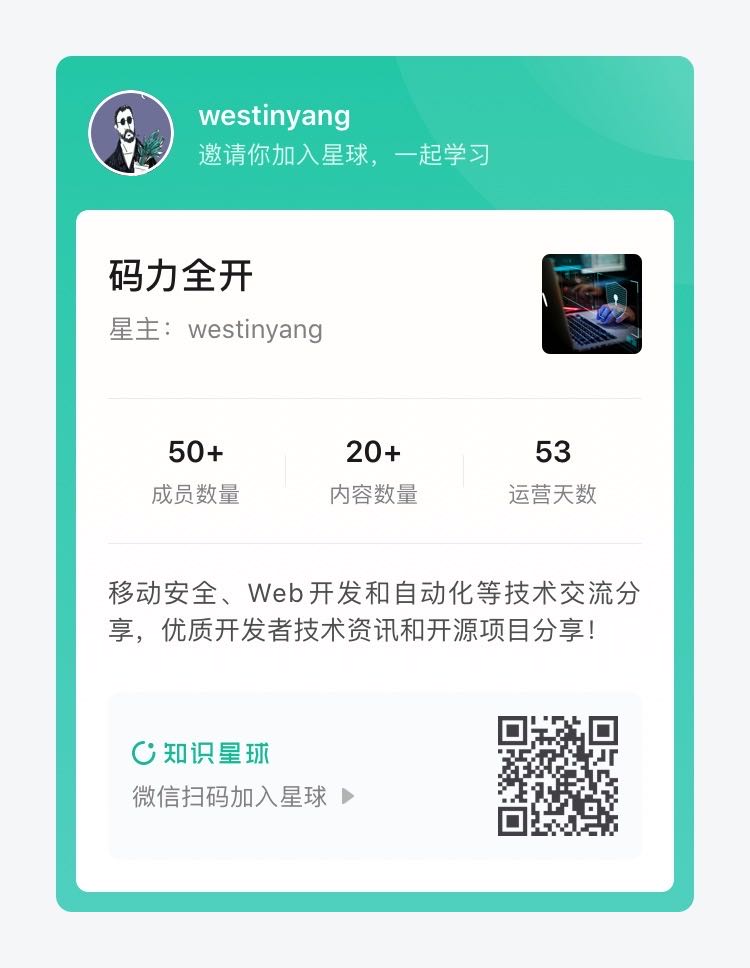 westinyang
邀请你加入星球，一起学习
码力全开
星主：westinyang
50+
成员数量
20+
内容数量
53
运营天数
移动安全、Web开发和自动化等技术交流分
享，优质开发者技术资讯和开源项目分享！
知识星球
微信扫码加入星球